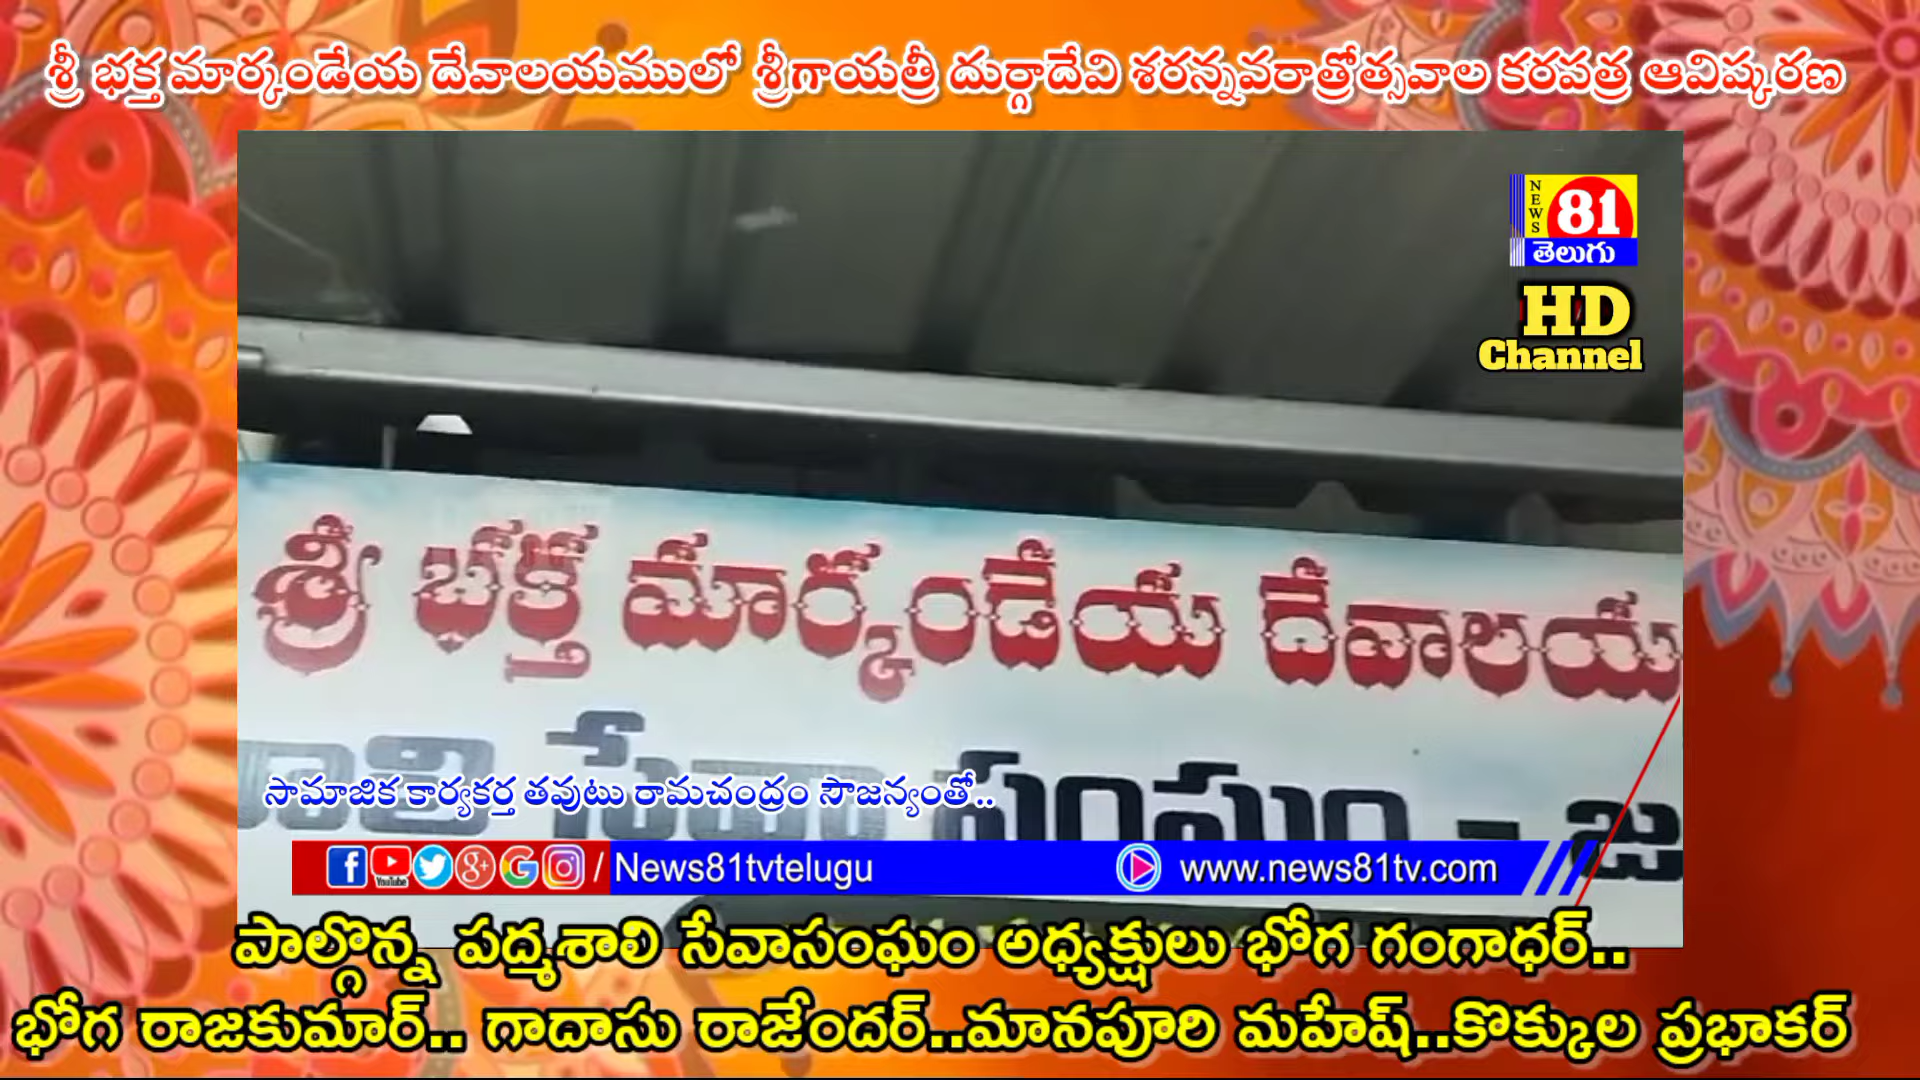 శ్రీ భక్త మార్కండేయ దేవాలయములో శ్రీగాయత్రీ దుర్గాదేవి శరన్నవరాత్రోత్సవాల కరపత్ర ఆవిష్కరణ
NEWS
81
తెలుగు
HD
Channel
శ్రీ భక్త మార్కండేయ దేవాలయ
సేవా సంఘం - జ
సామాజిక కార్యకర్త తవుటు రామచంద్రం సౌజన్యంతో..
/ News81tvtelugu www.news81tv.com
పాల్గొన్న పద్మశాలి సేవాసంఘం అధ్యక్షులు భోగ గంగాధర్..
భోగ రాజకుమార్.. గాదాసు రాజేందర్..మానపూరి మహేష్..కొక్కుల ప్రభాకర్